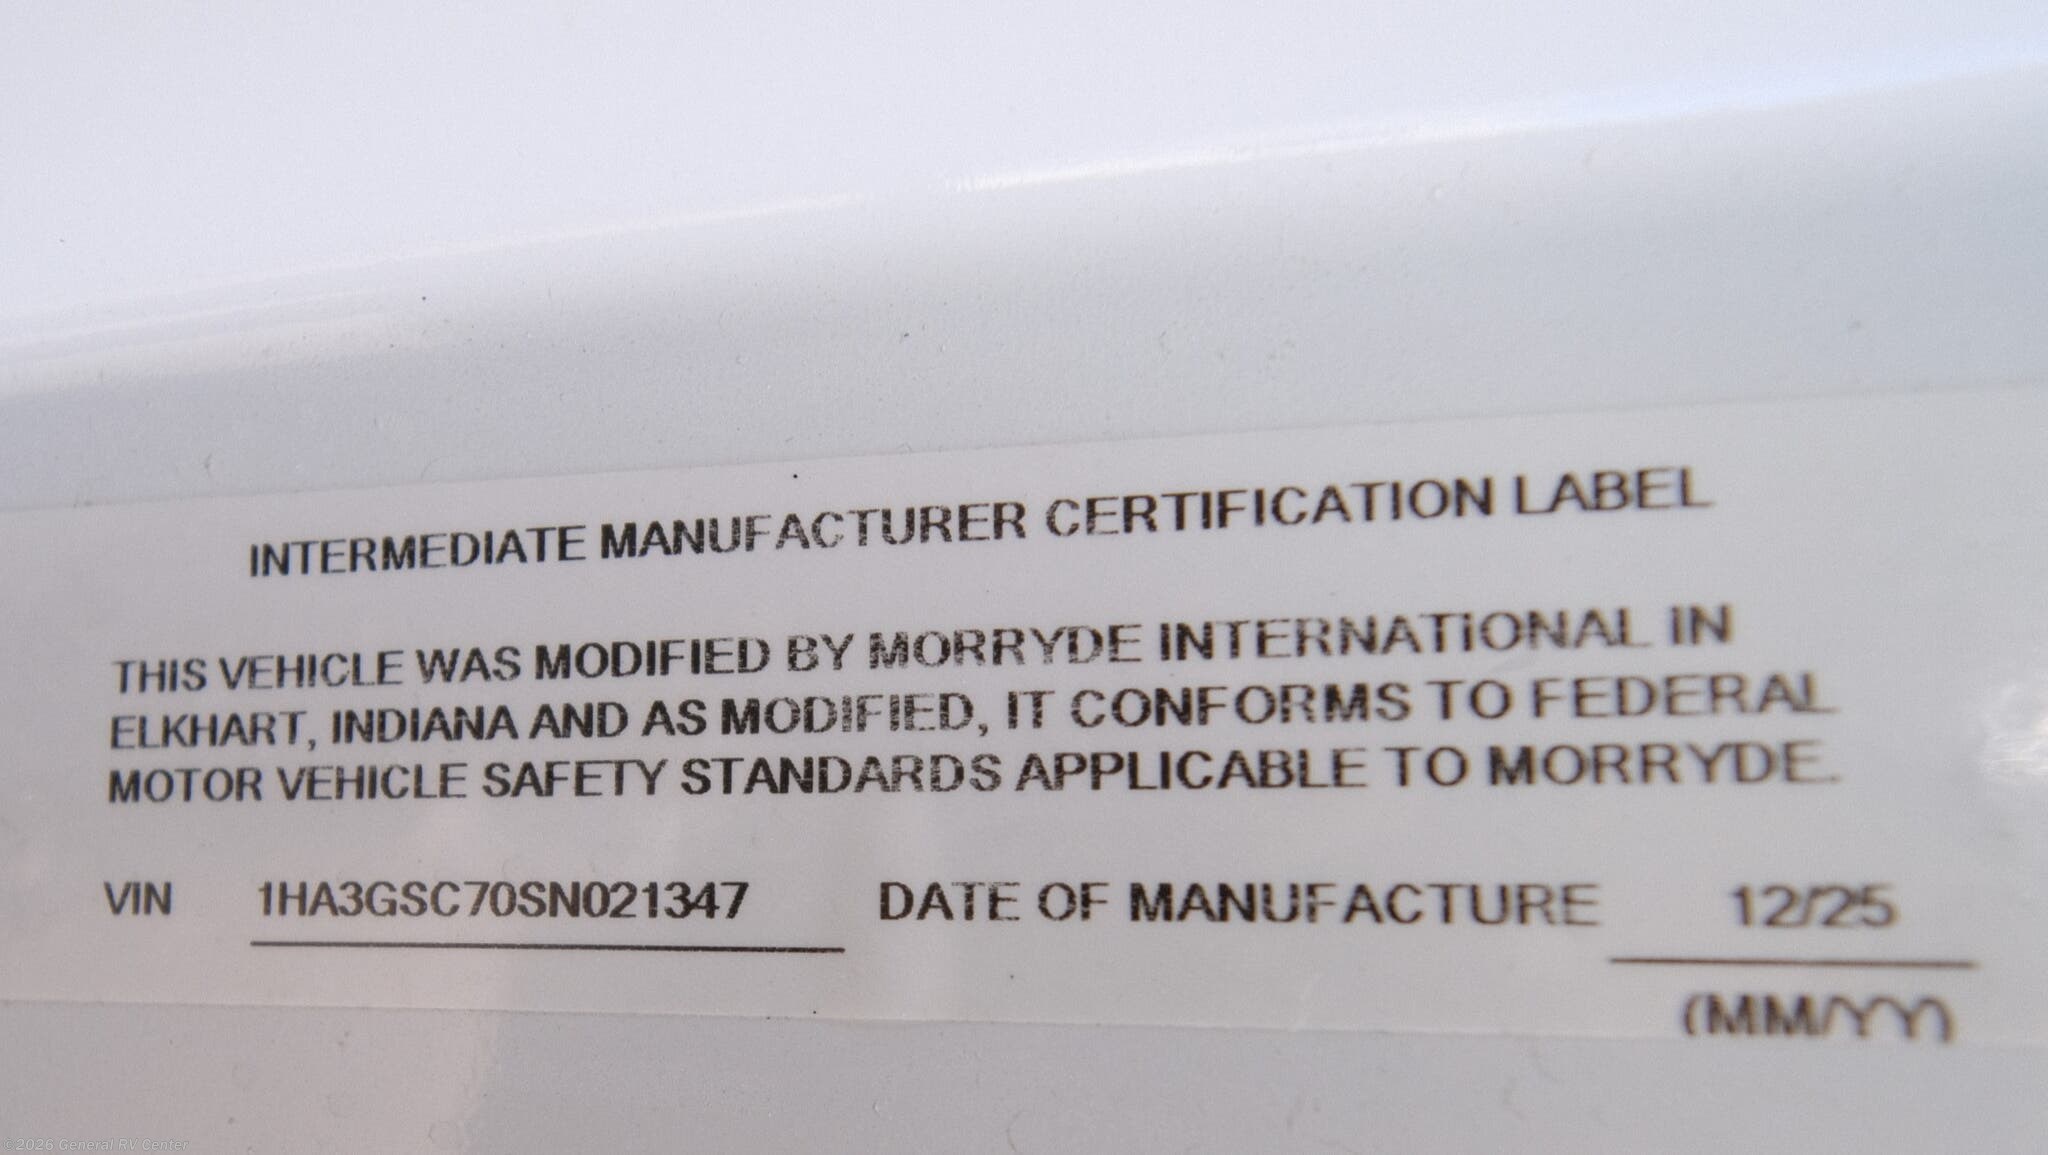 INTERMEDIATE MANUFACTURER CERTIFICATION LABEL
THIS VEHICLE WAS MODIFIED BY MORRYDE INTERNATIONAL IN
ELKHART, INDIANA AND AS MODIFIED, IT CONFORMS TO FEDERAL
MOTOR VEHICLE SAFETY STANDARDS APPLICABLE TO MORRYDE.
VIN 1HA3GSC70SN021347 DATE OF MANUFACTURE 12/25
(MM/YY)
©2026 General RV Center